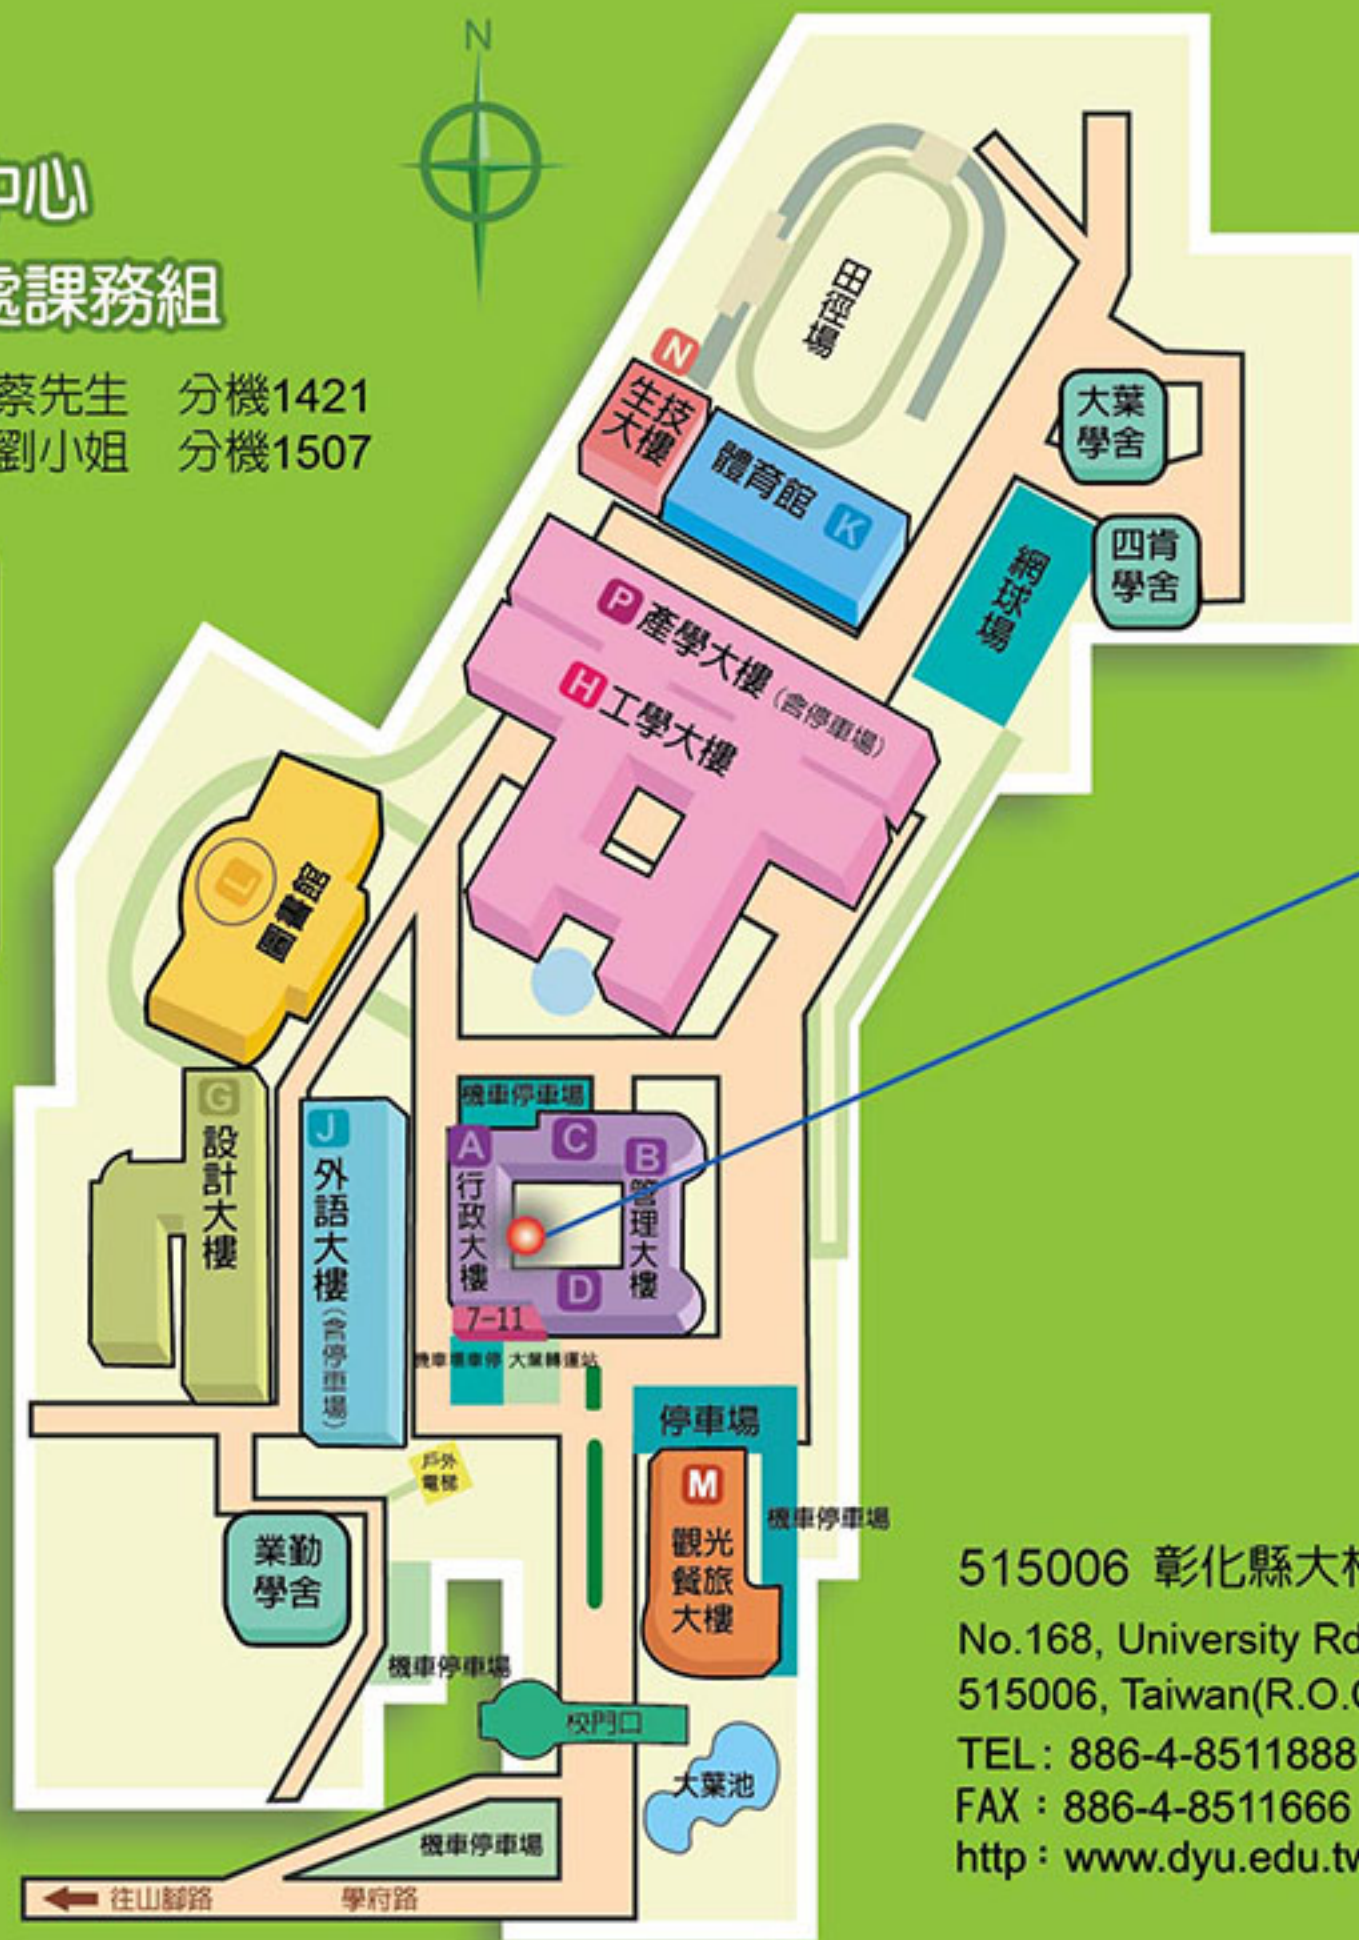 N
中心
處課務組
蔡先生 分機1421
劉小姐 分機1507
田徑場
N
生技
大樓
體育館 K
大葉
學舍
四肯
學舍
網球場
P 產學大樓(含停車場)
H 工學大樓
L
圖書館
G
設計大樓
J
外語大樓(含停車場)
機車停車場
A
行政大樓
C
B
管理大樓
D
7-11
機車場車停 大葉轉運站
停車場
戶外
電梯
M
觀光
餐旅
大樓
機車停車場
業勤
學舍
機車停車場
校門口
大葉池
機車停車場
往山腳路 學府路
515006 彰化縣大村
No.168, University Rd
515006, Taiwan(R.O.C
TEL: 886-4-8511888
FAX:886-4-8511666
http:www.dyu.edu.tw